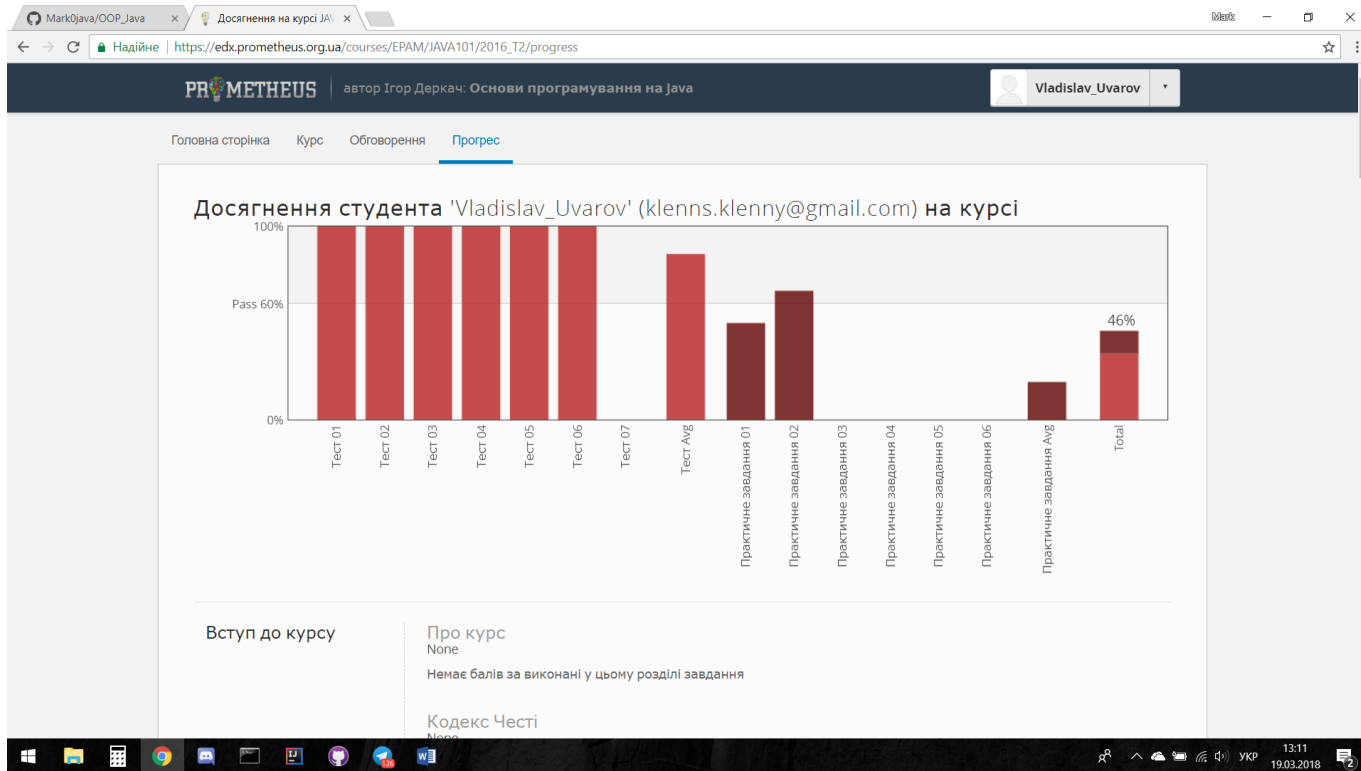 Mark0java/OOP_Java
Досягнення на курсі JAV
Mark
Надійне
https://edx.prometheus.org.ua/courses/EPAM/JAVA101/2016_T2/progress
PROMETHEUS
автор Ігор Деркач: Основи програмування на Java
Vladislav_Uvarov
Головна сторінка
Курс
Обговорення
Прогрес
Досягнення студента 'Vladislav_Uvarov' (klenns.klenny@gmail.com) на курсі
100%
Pass 60%
0%
46%
Тест 01
Тест 02
Тест 03
Тест 04
Тест 05
Тест 06
Тест 07
Тест Avg
Практичне завдання 01
Практичне завдання 02
Практичне завдання 03
Практичне завдання 04
Практичне завдання 05
Практичне завдання 06
Практичне завдання Avg
Total
Вступ до курсу
Про курс
None
Немає балів за виконані у цьому розділі завдання
Кодекс Честі
None
126
УКР
13:11
19.03.2018
2